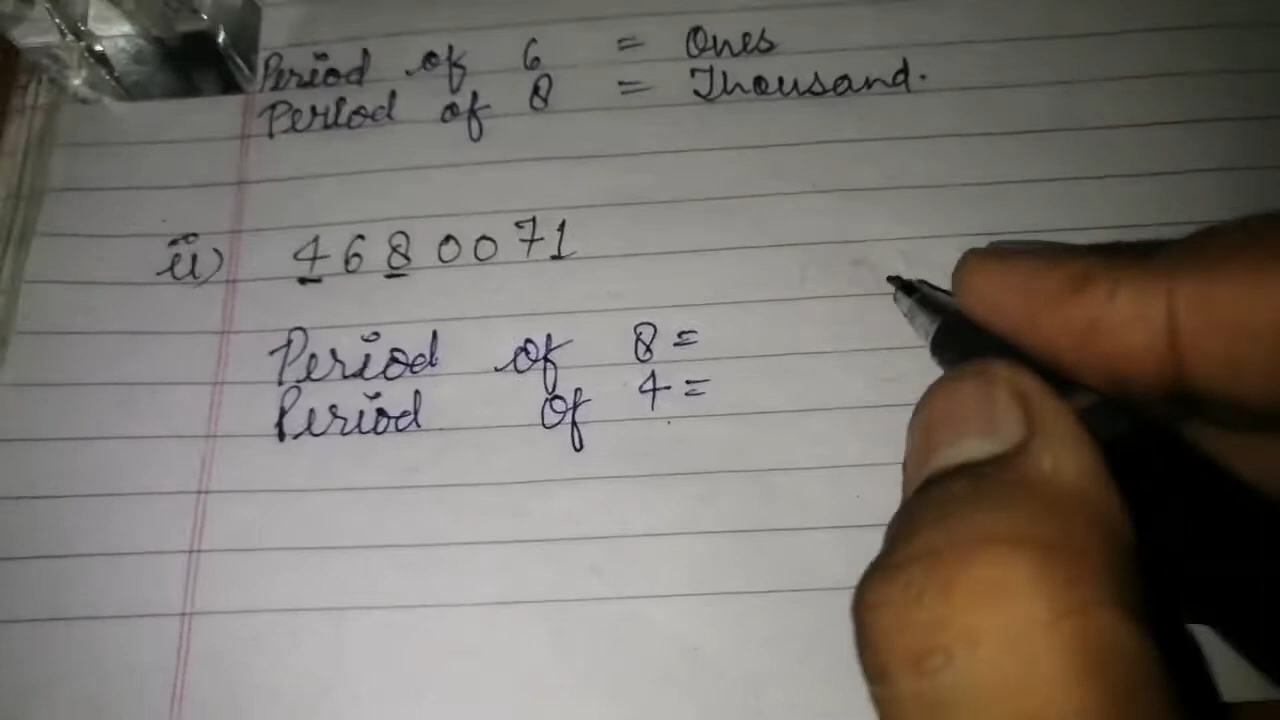 Period of 6 = Ones
Period of 8 = Thousand.
ii) 4680071
Period of 8 =
Period of 4 =